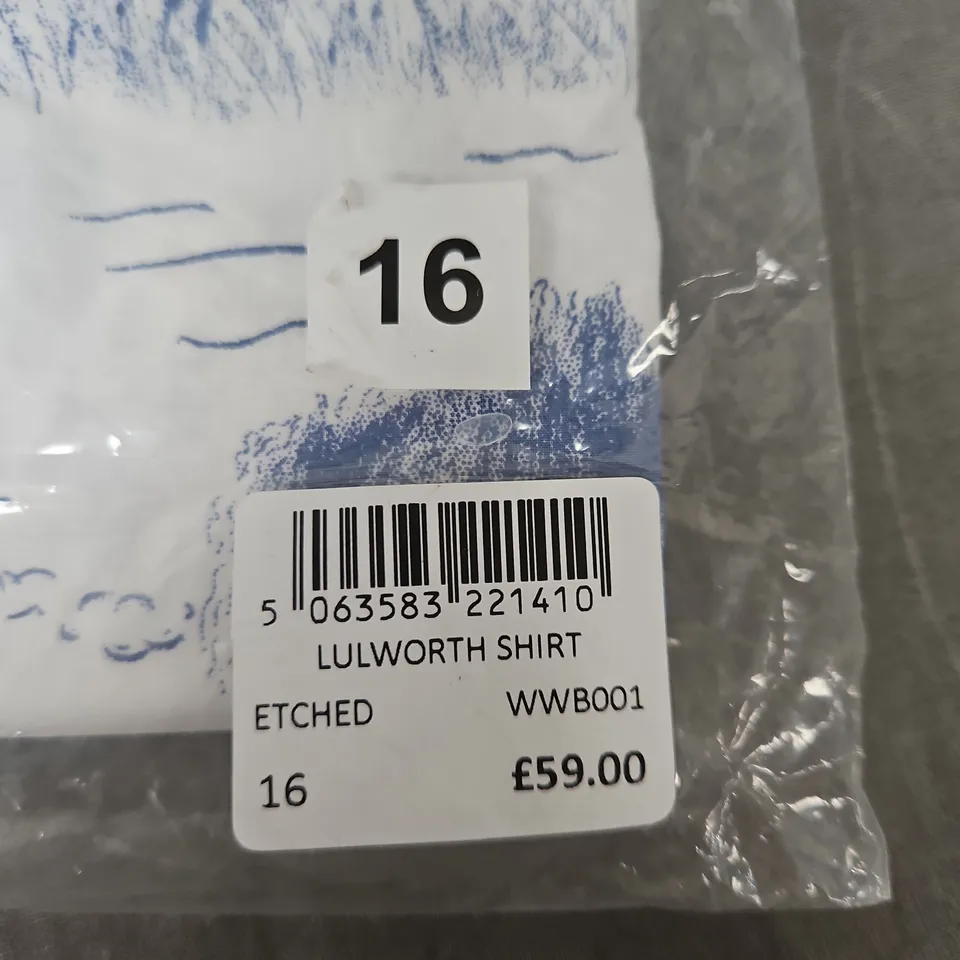 16
5 063583 221410
LULWORTH SHIRT
ETCHED WWB001
16 £59.00